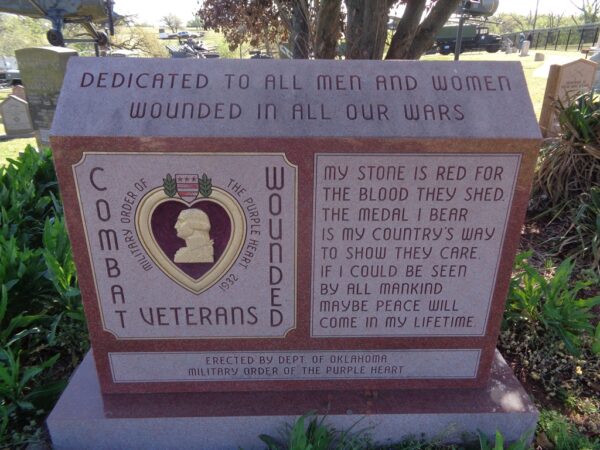 DEDICATED TO ALL MEN AND WOMEN
WOUNDED IN ALL OUR WARS
COMBAT
WOUNDED
VETERANS
MILITARY ORDER OF
THE PURPLE HEART
1932
MY STONE IS RED FOR
THE BLOOD THEY SHED.
THE MEDAL I BEAR
IS MY COUNTRY'S WAY
TO SHOW THEY CARE.
IF I COULD BE SEEN
BY ALL MANKIND
MAYBE PEACE WILL
COME IN MY LIFETIME.
ERECTED BY DEPT. OF OKLAHOMA
MILITARY ORDER OF THE PURPLE HEART